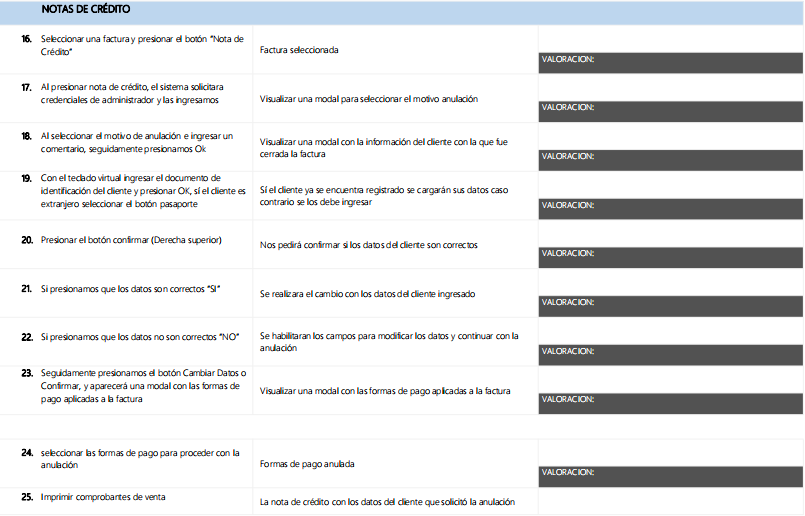 NOTAS DE CRÉDITO
16. Seleccionar una factura y presionar el botón "Nota de
Crédito"
Factura seleccionada
VALORACION:
17. Al presionar nota de crédito, el sistema solicitara
credenciales de administrador y las ingresamos
Visualizar una modal para seleccionar el motivo anulación
VALORACION:
18. Al seleccionar el motivo de anulación e ingresar un
comentario, seguidamente presionamos Ok
Visualizar una modal con la información del cliente con la que fue
cerrada la factura
VALORACION:
19. Con el teclado virtual ingresar el documento de
identificación del cliente y presionar OK, sí el cliente es
extranjero seleccionar el botón pasaporte
Sí el cliente ya se encuentra registrado se cargarán sus datos caso
contrario se los debe ingresar
VALORACION:
20. Presionar el botón confirmar (Derecha superior)
Nos pedirá confirmar si los datos del cliente son correctos
VALORACION:
21. Si presionamos que los datos son correctos "SI"
Se realizara el cambio con los datos del cliente ingresado
VALORACION:
22. Si presionamos que los datos no son correctos "NO"
Se habilitaran los campos para modificar los datos y continuar con la
anulación
VALORACION:
23. Seguidamente presionamos el botón Cambiar Datos o
Confirmar, y aparecerá una modal con las formas de
pago aplicadas a la factura
Visualizar una modal con las formas de pago aplicadas a la factura
VALORACION:
24. seleccionar las formas de pago para proceder con la
anulación
Formas de pago anulada
VALORACION:
25. Imprimir comprobantes de venta
La nota de crédito con los datos del cliente que solicitó la anulación